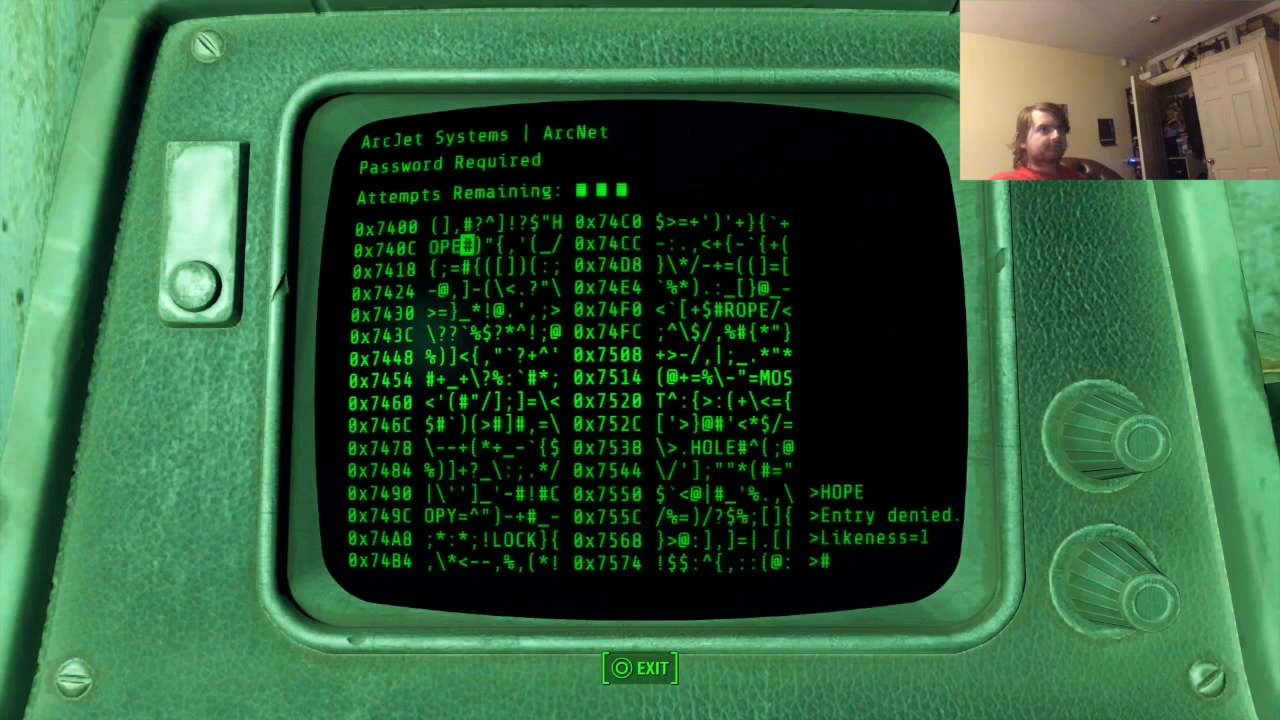 ArcJet Systems | ArcNet
Password Required
Attempts Remaining:
0x7400 (],#?^]!?$"H 0x74C0 $>=+')'+}{`+
0x740C OPE#)"{,'(_/ 0x74CC -:.,<+{-`{+(
0x7418 {;=#{([])(:; 0x74D8 }\*/-+=((]=[
0x7424 -@,]-(\<.?"\ 0x74E4 `%*).:_[}@_-
0x7430 >=}_*!@.',;> 0x74F0 <`[+$#ROPE/<
0x743C \??`%$?*^!;@ 0x74FC ;^\$/,%#{*"}
0x7448 %)]<{,"`?+^' 0x7508 +>-/,|;_.*"*
0x7454 #+_+\?%:`#*; 0x7514 (@+=%\-"=MOS
0x7460 <'(#"/];]=\< 0x7520 T^:{>:(+\<={
0x746C $#`)(>#]#,=\ 0x752C ['>}@#'<*$/=
0x7478 \--+(*+_-`{$ 0x7538 \>.HOLE#^(;@
0x7484 %)]+?_\:;,*/ 0x7544 \/'];""*(#="
0x7490 |\'']_'-#!#C 0x7550 $`<@|#_'%.,\ >HOPE
0x749C OPY=^")-+#_- 0x755C /%=)/?$%;[]{ >Entry denied.
0x74A8 ;*:*;!LOCK}{ 0x7568 }>@:],]=|.[| >Likeness=1
0x74B4 ,\*<--,%,(*! 0x7574 !$$:^{,::(@: >#
EXIT